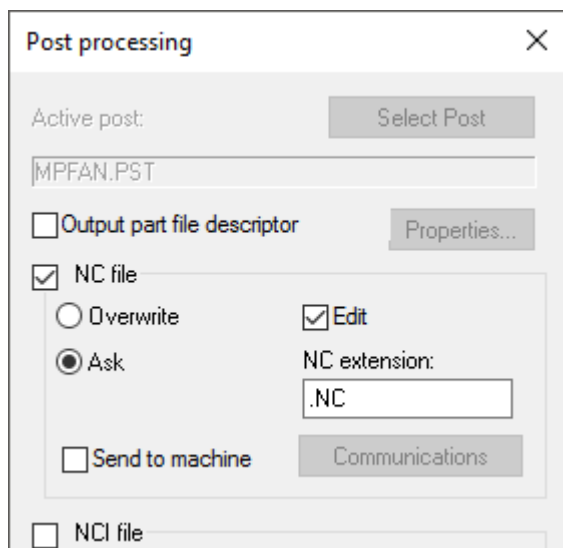 Post processing
Active post:
Select Post
MPFAN.PST
Output part file descriptor
Properties...
NC file
Overwrite
Edit
Ask
NC extension:
.NC
Send to machine
Communications
NCI file